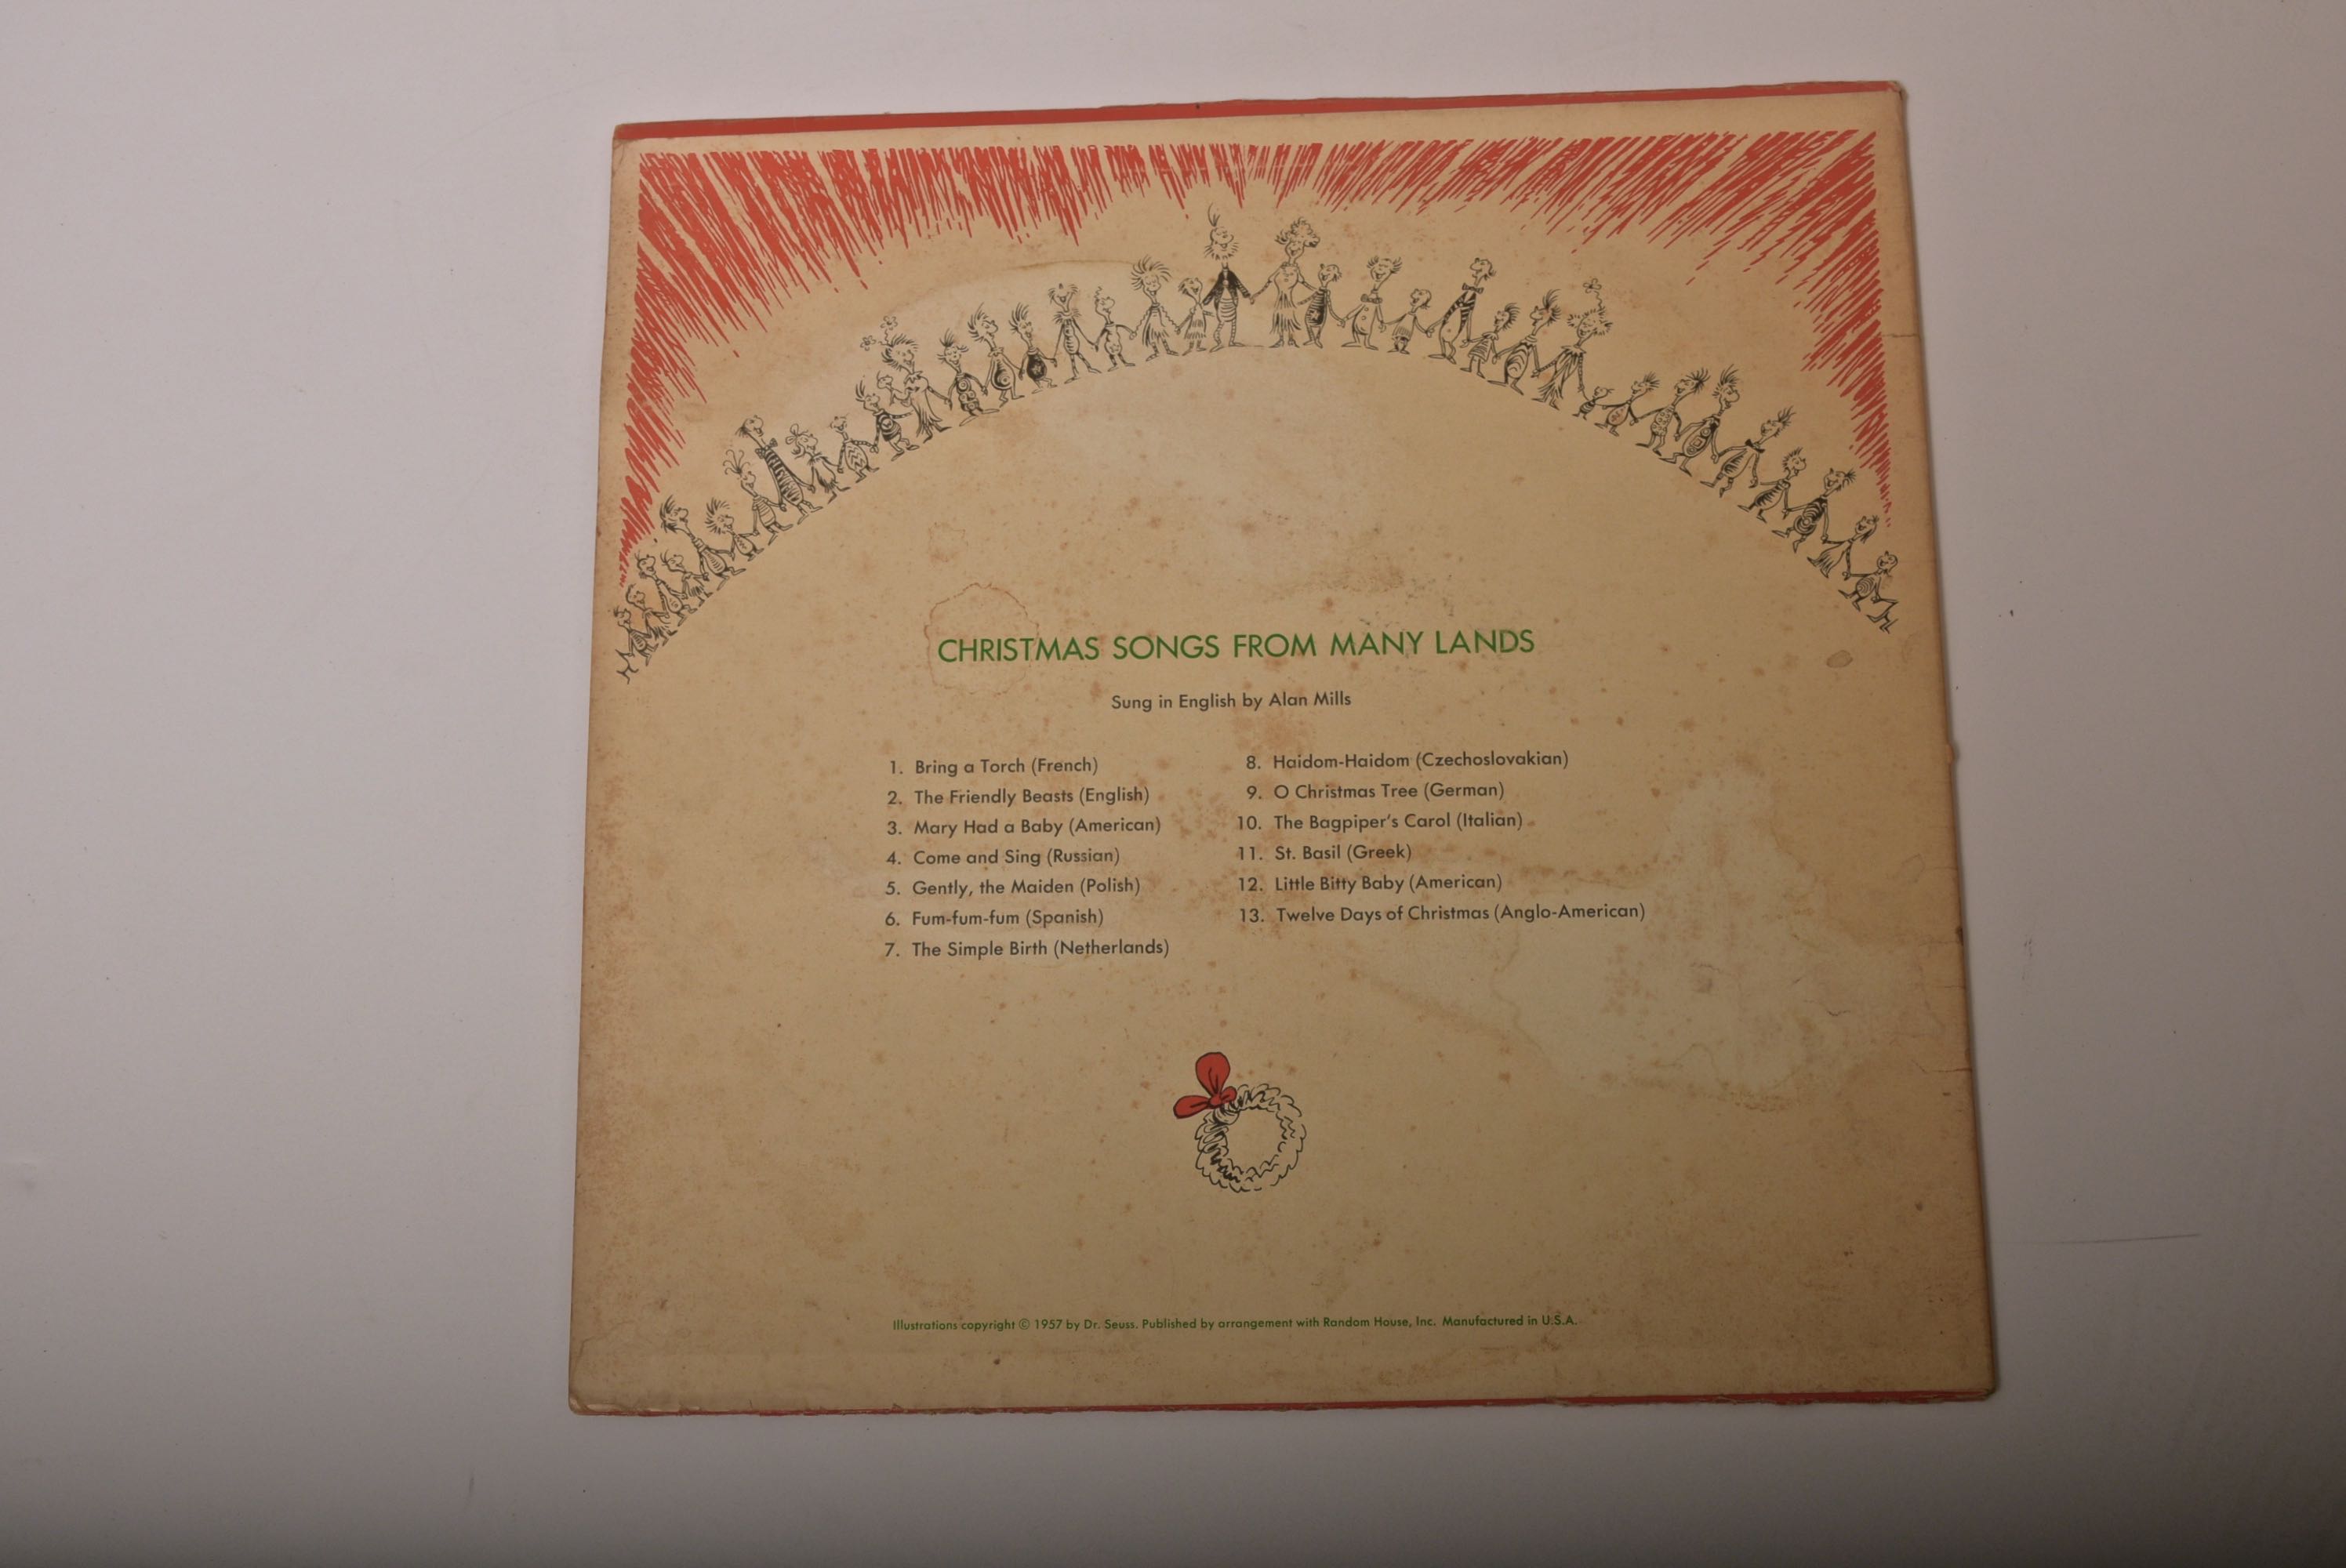 CHRISTMAS SONGS FROM MANY LANDS
Sung in English by Alan Mills
1. Bring a Torch (French)
2. The Friendly Beasts (English)
3. Mary Had a Baby (American)
4. Come and Sing (Russian)
5. Gently, the Maiden (Polish)
6. Fum-fum-fum (Spanish)
7. The Simple Birth (Netherlands)
8. Haidom-Haidom (Czechoslovakian)
9. O Christmas Tree (German)
10. The Bagpiper's Carol (Italian)
11. St. Basil (Greek)
12. Little Bitty Baby (American)
13. Twelve Days of Christmas (Anglo-American)
Illustrations copyright © 1957 by Dr. Seuss. Published by arrangement with Random House, Inc. Manufactured in U.S.A.